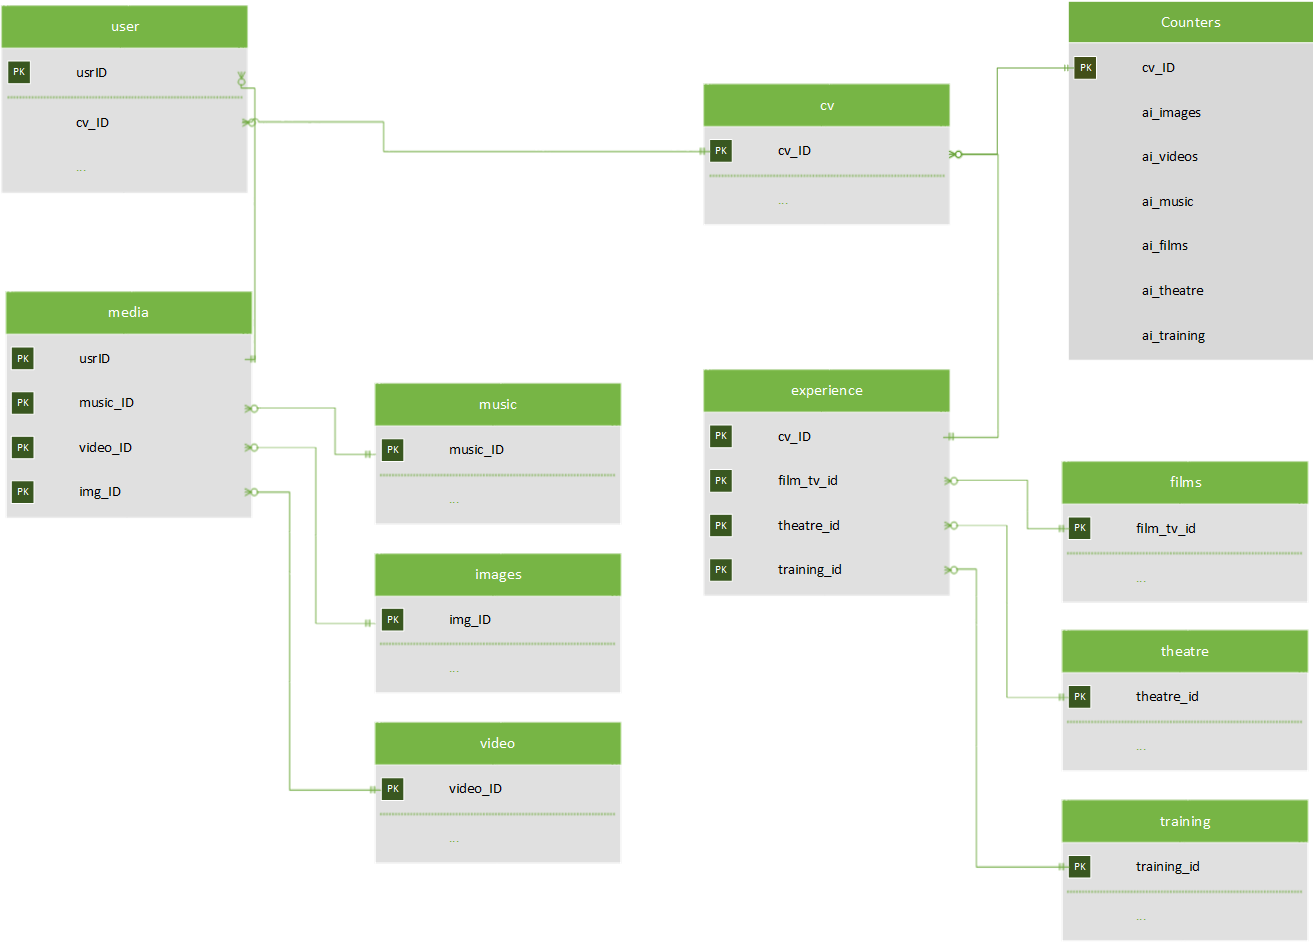 user
PK usrID
cv_ID
...
cv
PK cv_ID
...
Counters
PK cv_ID
ai_images
ai_videos
ai_music
ai_films
ai_theatre
ai_training
media
PK usrID
PK music_ID
PK video_ID
PK img_ID
music
PK music_ID
...
images
PK img_ID
...
video
PK video_ID
...
experience
PK cv_ID
PK film_tv_id
PK theatre_id
PK training_id
films
PK film_tv_id
...
theatre
PK theatre_id
...
training
PK training_id
...